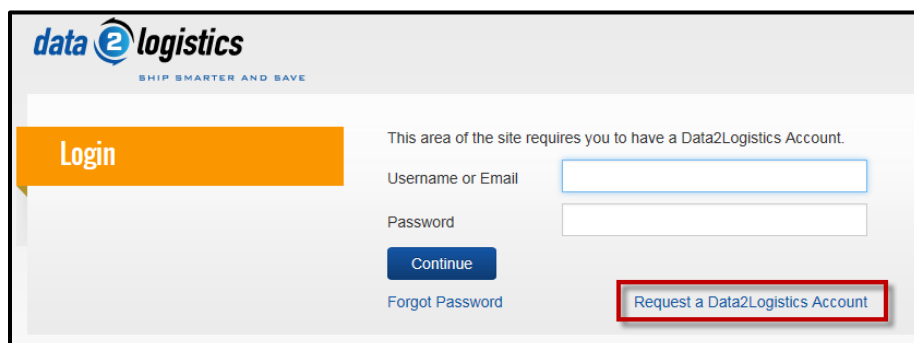 data 2 logistics
SHIP SMARTER AND SAVE
Login
This area of the site requires you to have a Data2Logistics Account.
Username or Email
Password
Continue
Forgot Password Request a Data2Logistics Account